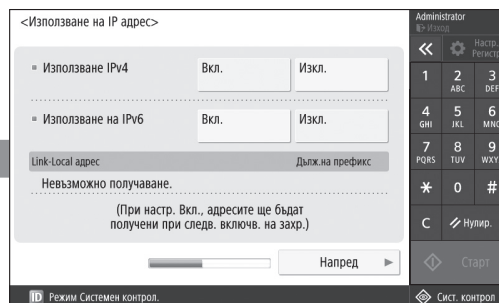 <Използване на IP адрес>
Използване IPv4
Вкл.
Изкл.
Използване на IPv6
Вкл.
Изкл.
Link-Local адрес
Дълж.на префикс
Невъзможно получаване.
(При настр. Вкл., адресите ще бъдат
получени при следв. включв. на захр.)
Напред
ID Режим Системен контрол.
Administrator
Изход
Настр.
Регистр
1
2
ABC
3
DEF
4
GHI
5
JKL
6
MNO
7
PQRS
8
TUV
9
WXY
*
0
#
C
Нулир.
Старт
Сист. контрол